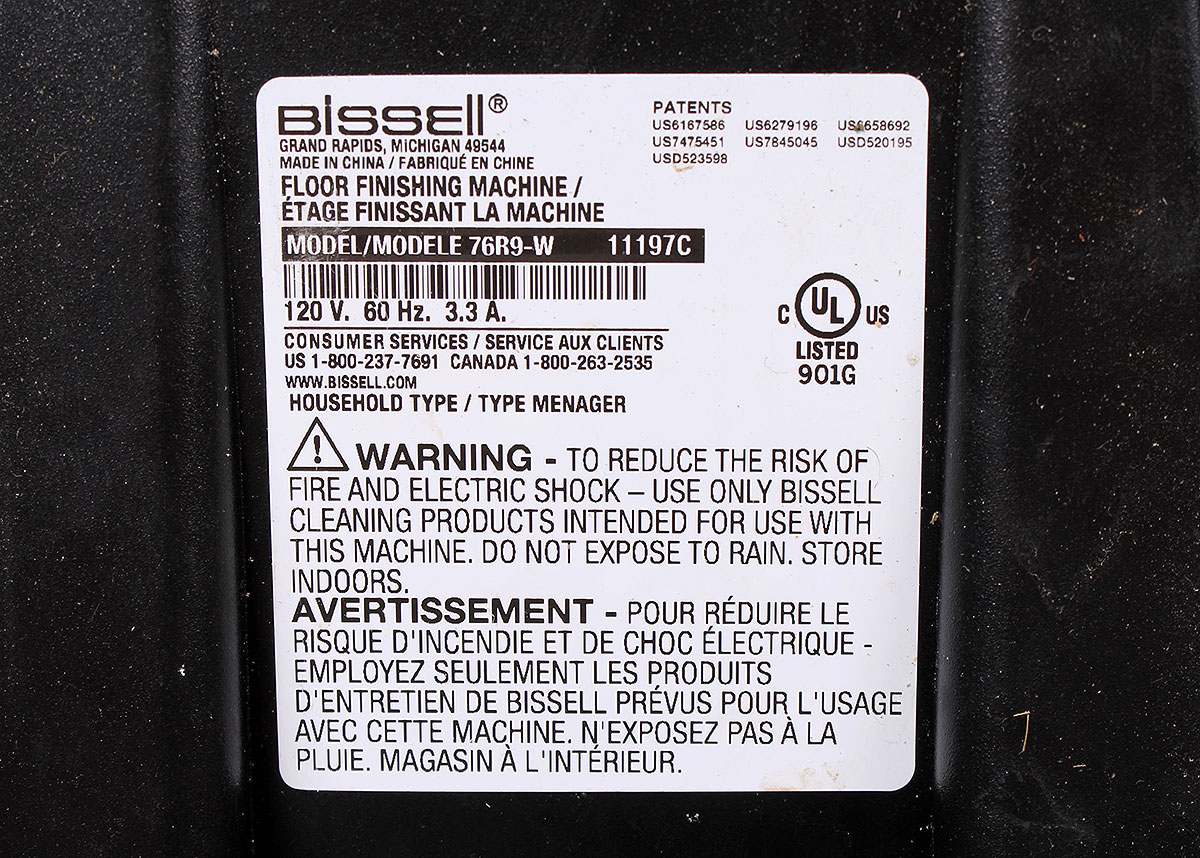 BISSELL®
GRAND RAPIDS, MICHIGAN 49544
MADE IN CHINA / FABRIQUÉ EN CHINE
FLOOR FINISHING MACHINE /
ÉTAGE FINISSANT LA MACHINE
MODEL/MODELE 76R9-W 11197C
120 V. 60 Hz. 3.3 A.
CONSUMER SERVICES / SERVICE AUX CLIENTS
US 1-800-237-7691 CANADA 1-800-263-2535
WWW.BISSELL.COM
HOUSEHOLD TYPE / TYPE MENAGER
PATENTS
US6167586 US6279196 US6658692
US7475451 US7845045 USD520195
USD523598
C UL US
LISTED
901G
WARNING - TO REDUCE THE RISK OF
FIRE AND ELECTRIC SHOCK – USE ONLY BISSELL
CLEANING PRODUCTS INTENDED FOR USE WITH
THIS MACHINE. DO NOT EXPOSE TO RAIN. STORE
INDOORS.
AVERTISSEMENT - POUR RÉDUIRE LE
RISQUE D'INCENDIE ET DE CHOC ÉLECTRIQUE -
EMPLOYEZ SEULEMENT LES PRODUITS
D'ENTRETIEN DE BISSELL PRÉVUS POUR L'USAGE
AVEC CETTE MACHINE. N'EXPOSEZ PAS À LA
PLUIE. MAGASIN À L'INTÉRIEUR.